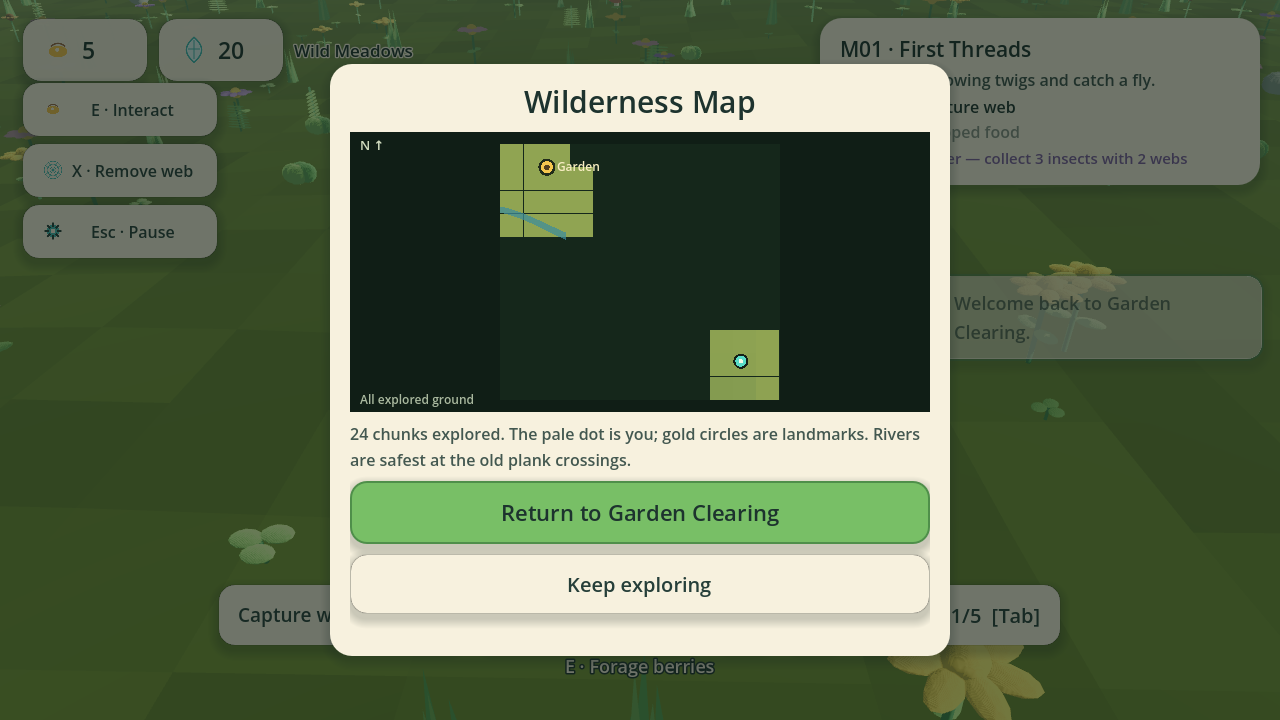 5
20
Wild Meadows
E · Interact
X · Remove web
Esc · Pause
M01 · First Threads
owing twigs and catch a fly.
ture web
ped food
er — collect 3 insects with 2 webs
Welcome back to Garden
Clearing.
Wilderness Map
N ↑
Garden
All explored ground
24 chunks explored. The pale dot is you; gold circles are landmarks. Rivers
are safest at the old plank crossings.
Return to Garden Clearing
Keep exploring
Capture w
1/5 [Tab]
E · Forage berries